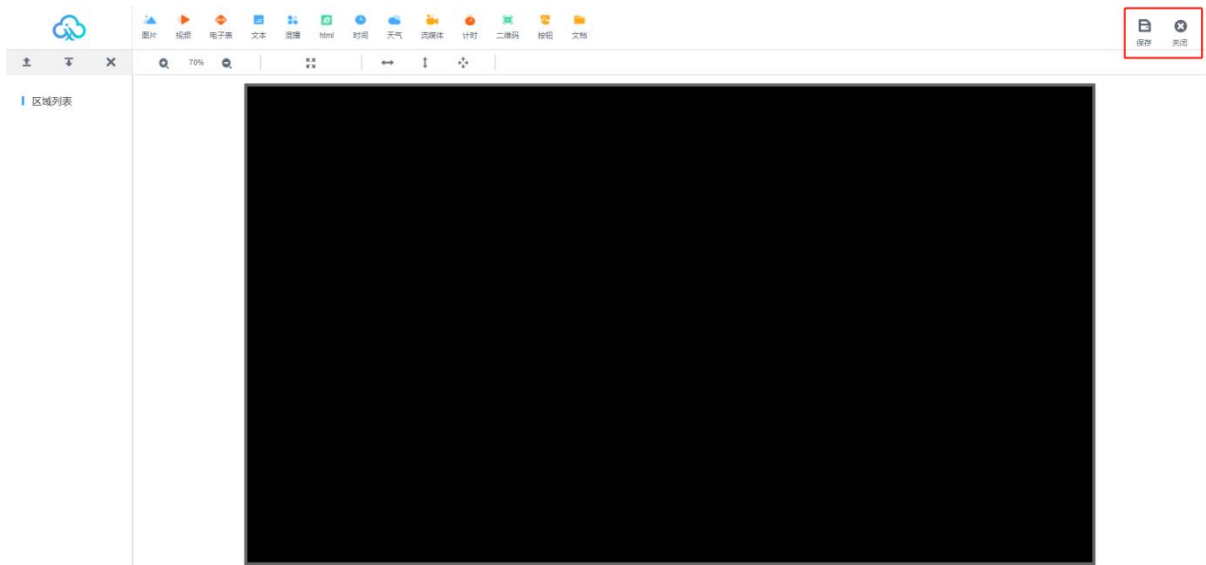 图片 视频 电子表 文本 混播 html 时间 天气 流媒体 计时 二维码 按钮 文档 保存 关闭
70%
区域列表